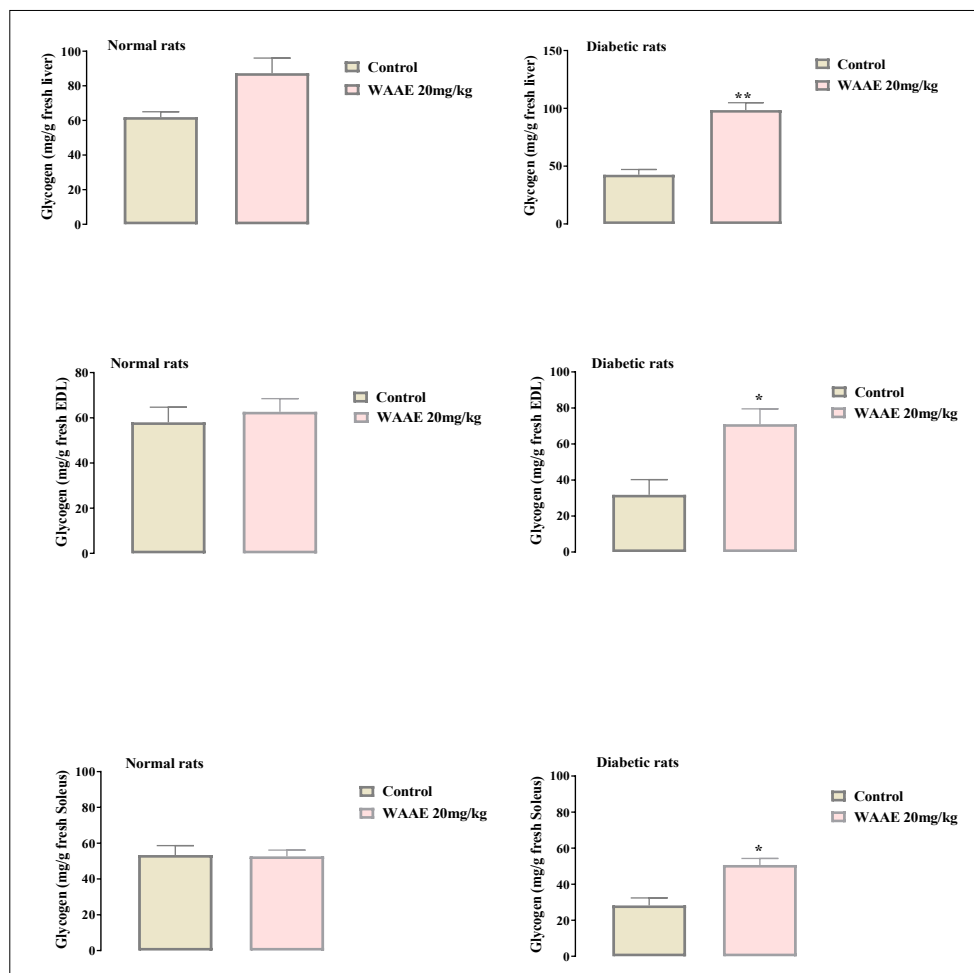 Normal rats
Glycogen (mg/g fresh liver)
100
80
60
40
20
0
Control
WAAE 20mg/kg
Diabetic rats
Glycogen (mg/g fresh liver)
150
100
50
0
**
Control
WAAE 20mg/kg
Normal rats
Glycogen (mg/g fresh EDL)
80
60
40
20
0
Control
WAAE 20mg/kg
Diabetic rats
Glycogen (mg/g fresh EDL)
100
80
60
40
20
0
*
Control
WAAE 20mg/kg
Normal rats
Glycogen (mg/g fresh Soleus)
100
80
60
40
20
0
Control
WAAE 20mg/kg
Diabetic rats
Glycogen (mg/g fresh Soleus)
100
80
60
40
20
0
*
Control
WAAE 20mg/kg